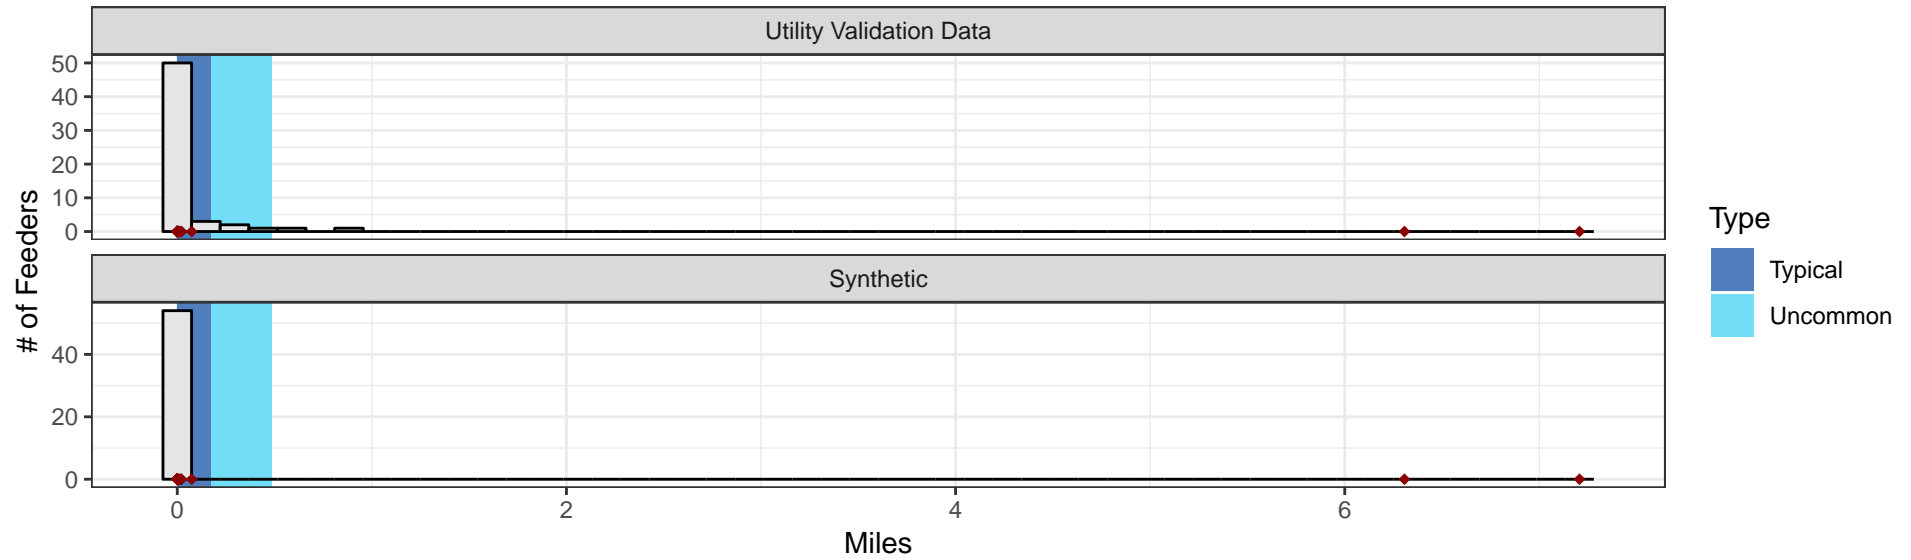 Utility Validation Data
50
40
30
20
10
0
# of Feeders
Synthetic
40
20
0
0 2 4 6
Miles
Type
Typical
Uncommon